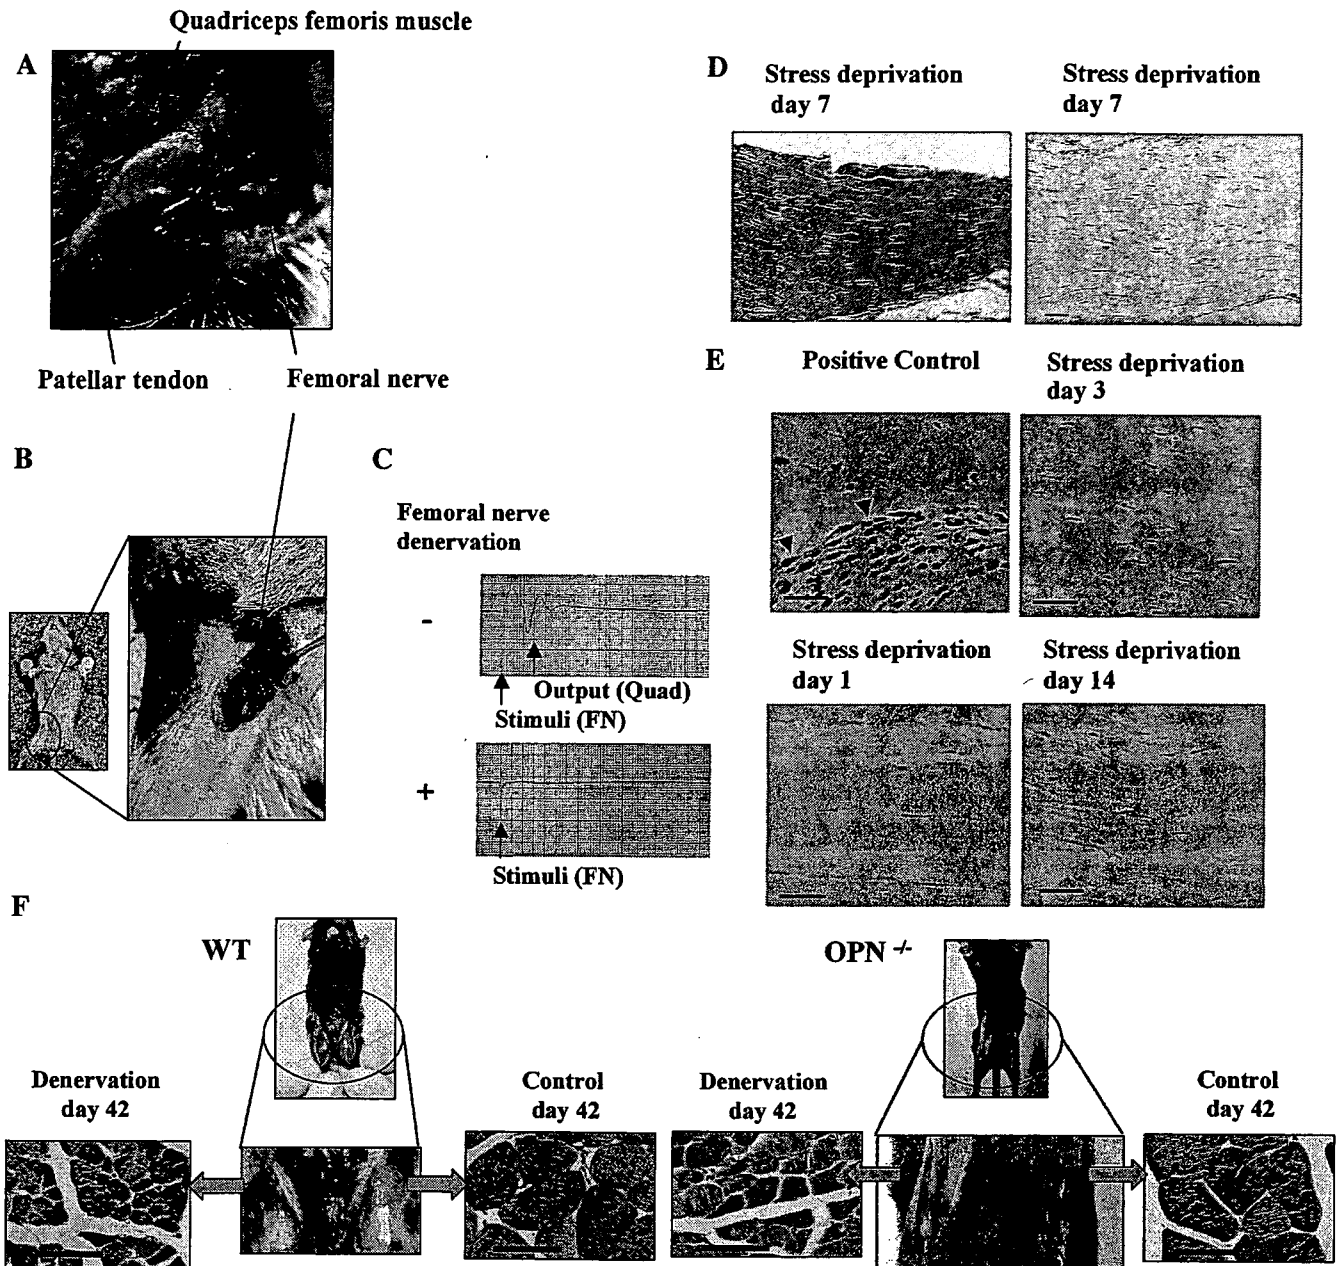 Quadriceps femoris muscle
A
Patellar tendon
Femoral nerve
B
C
Femoral nerve
denervation
-
Output (Quad)
Stimuli (FN)
+
Stimuli (FN)
D
Stress deprivation
day 7
Stress deprivation
day 7
E
Positive Control
Stress deprivation
day 3
Stress deprivation
day 1
Stress deprivation
day 14
F
WT
OPN -/-
Denervation
day 42
Control
day 42
Denervation
day 42
Control
day 42